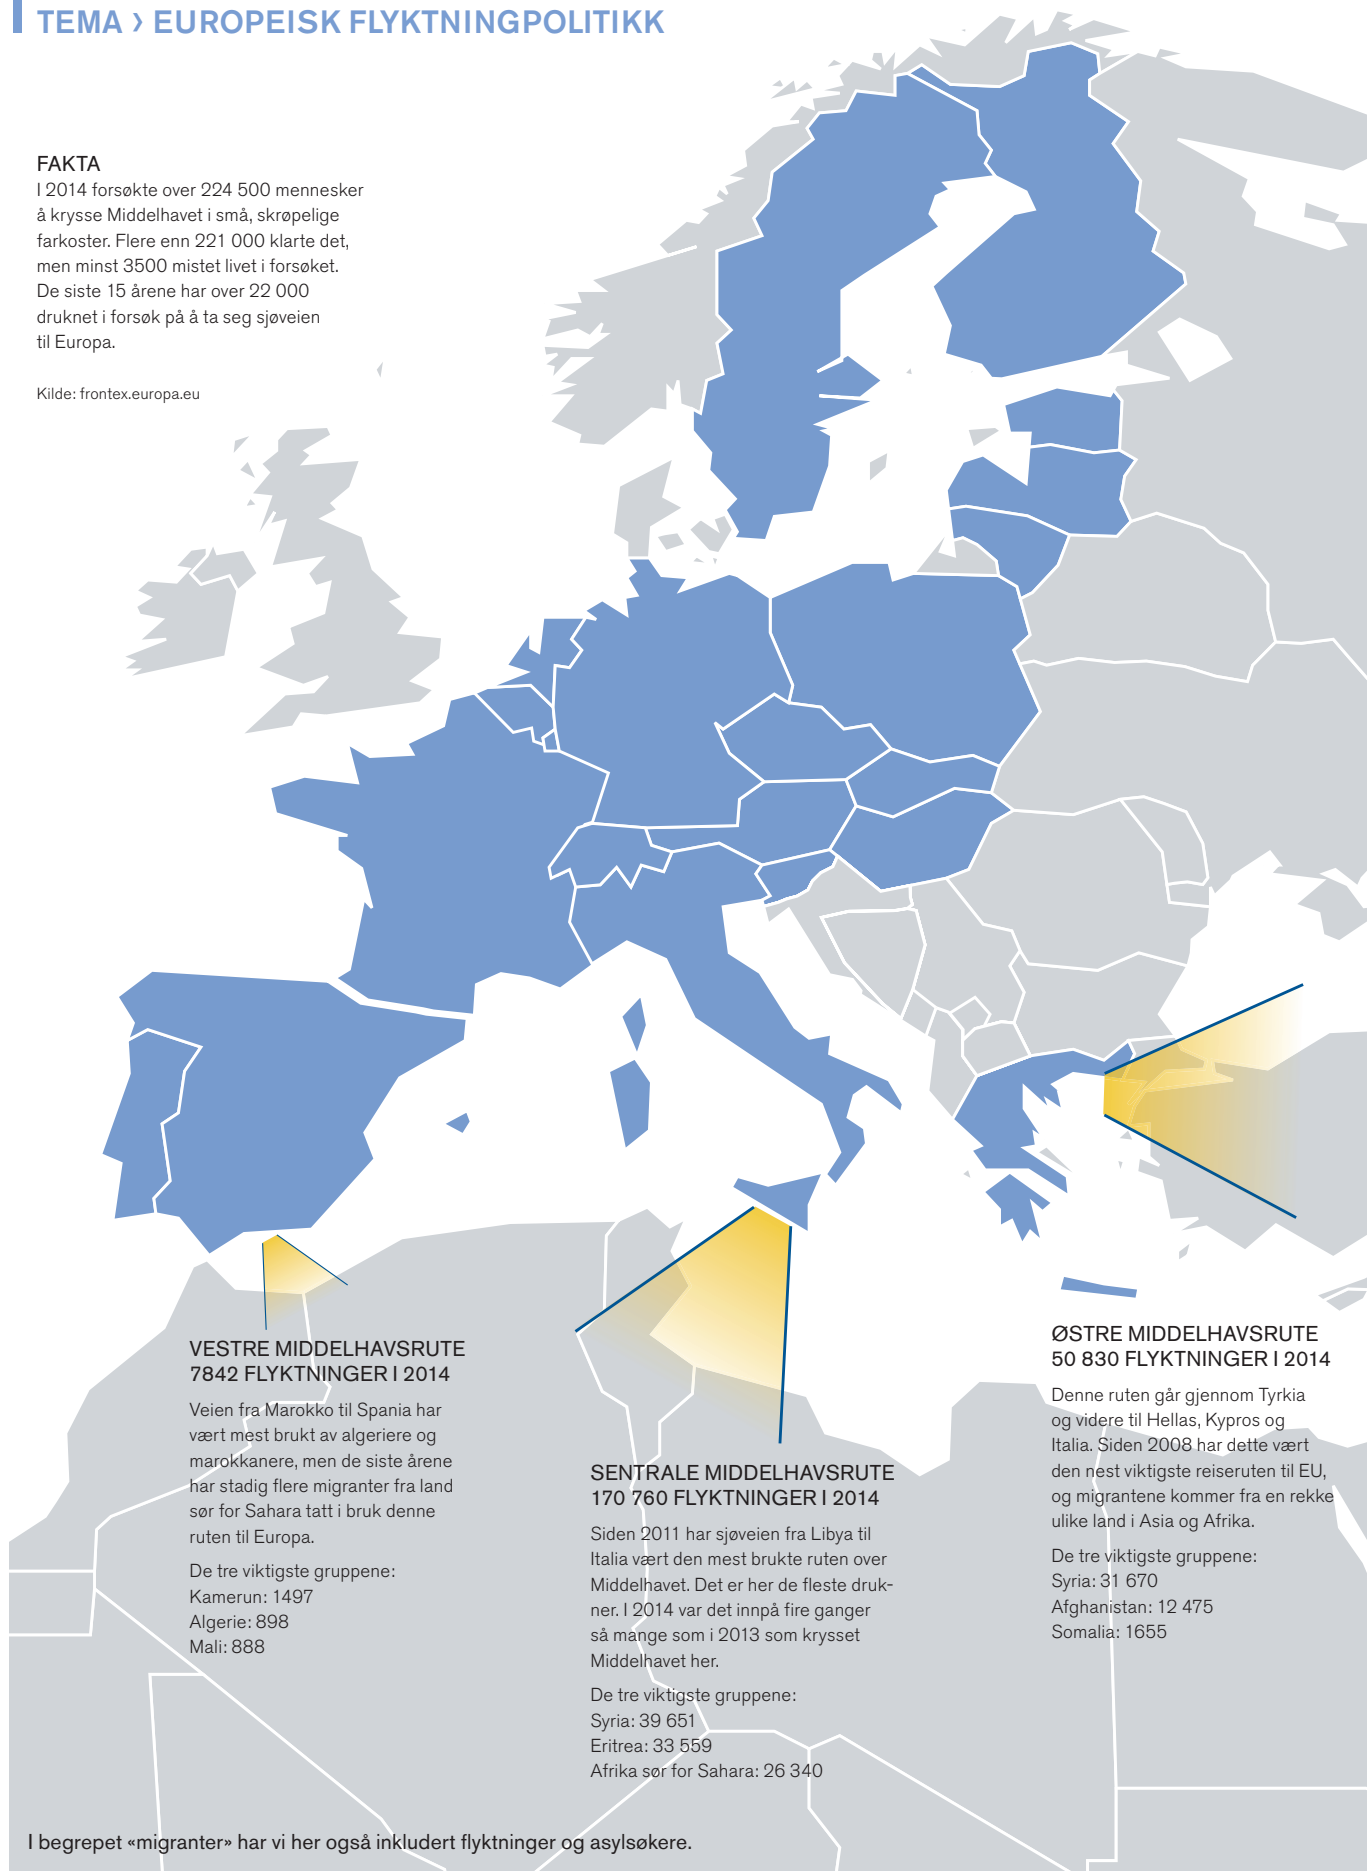 TEMA › EUROPEISK FLYKTNINGPOLITIKK
FAKTA
I 2014 forsøkte over 224 500 mennesker
å krysse Middelhavet i små, skrøpelige
farkoster. Flere enn 221 000 klarte det,
men minst 3500 mistet livet i forsøket.
De siste 15 årene har over 22 000
druknet i forsøk på å ta seg sjøveien
til Europa.
Kilde: frontex.europa.eu
VESTRE MIDDELHAVSRUTE
7842 FLYKTNINGER I 2014
Veien fra Marokko til Spania har
vært mest brukt av algeriere og
marokkanere, men de siste årene
har stadig flere migranter fra land
sør for Sahara tatt i bruk denne
ruten til Europa.
De tre viktigste gruppene:
Kamerun: 1497
Algerie: 898
Mali: 888
SENTRALE MIDDELHAVSRUTE
170 760 FLYKTNINGER I 2014
Siden 2011 har sjøveien fra Libya til
Italia vært den mest brukte ruten over
Middelhavet. Det er her de fleste druk-
ner. I 2014 var det innpå fire ganger
så mange som i 2013 som krysset
Middelhavet her.
De tre viktigste gruppene:
Syria: 39 651
Eritrea: 33 559
Afrika sør for Sahara: 26 340
ØSTRE MIDDELHAVSRUTE
50 830 FLYKTNINGER I 2014
Denne ruten går gjennom Tyrkia
og videre til Hellas, Kypros og
Italia. Siden 2008 har dette vært
den nest viktigste reiseruten til EU,
og migrantene kommer fra en rekke
ulike land i Asia og Afrika.
De tre viktigste gruppene:
Syria: 31 670
Afghanistan: 12 475
Somalia: 1655
I begrepet «migranter» har vi her også inkludert flyktninger og asylsøkere.